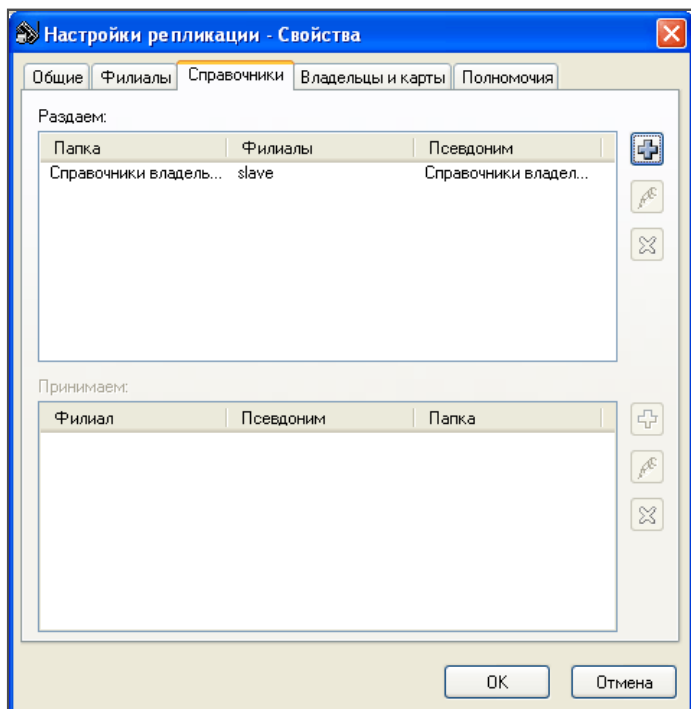 Настройки репликации - Свойства
Общие Филиалы Справочники Владельцы и карты Полномочия
Раздаем:
Папка Филиалы Псевдоним
Справочники владель... slave Справочники владел...
Принимаем:
Филиал Псевдоним Папка
OK Отмена